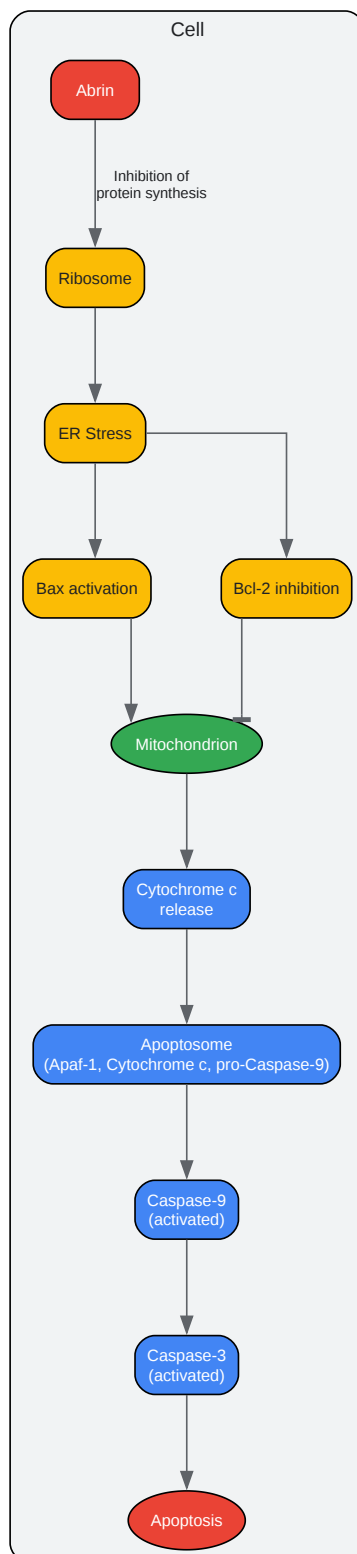 Cell
Abrin
Inhibition of
protein synthesis
Ribosome
ER Stress
Bax activation
Bcl-2 inhibition
Mitochondrion
Cytochrome c
release
Apoptosome
(Apaf-1, Cytochrome c, pro-Caspase-9)
Caspase-9
(activated)
Caspase-3
(activated)
Apoptosis